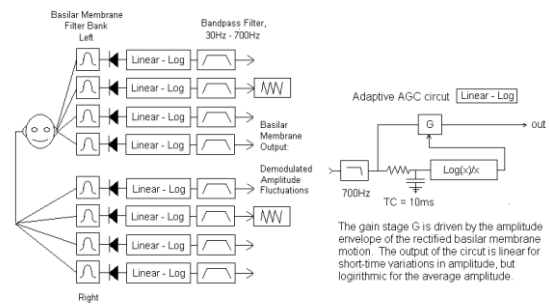 Basilar Membrane
Filter Bank
Left
Bandpass Filter,
30Hz - 700Hz
Linear - Log
Linear - Log
Linear - Log
Linear - Log
Basilar
Membrane
Output:
Demodulated
Amplitude
Fluctuations
Linear - Log
Linear - Log
Linear - Log
Linear - Log
Right
Adaptive AGC circut Linear - Log
G
out
700Hz
Log(x)/x
TC = 10ms
The gain stage G is driven by the amplitude
envelope of the rectified basilar membrane
motion. The output of the circut is linear for
short-time variations in amplitude, but
logirithmic for the average amplitude.